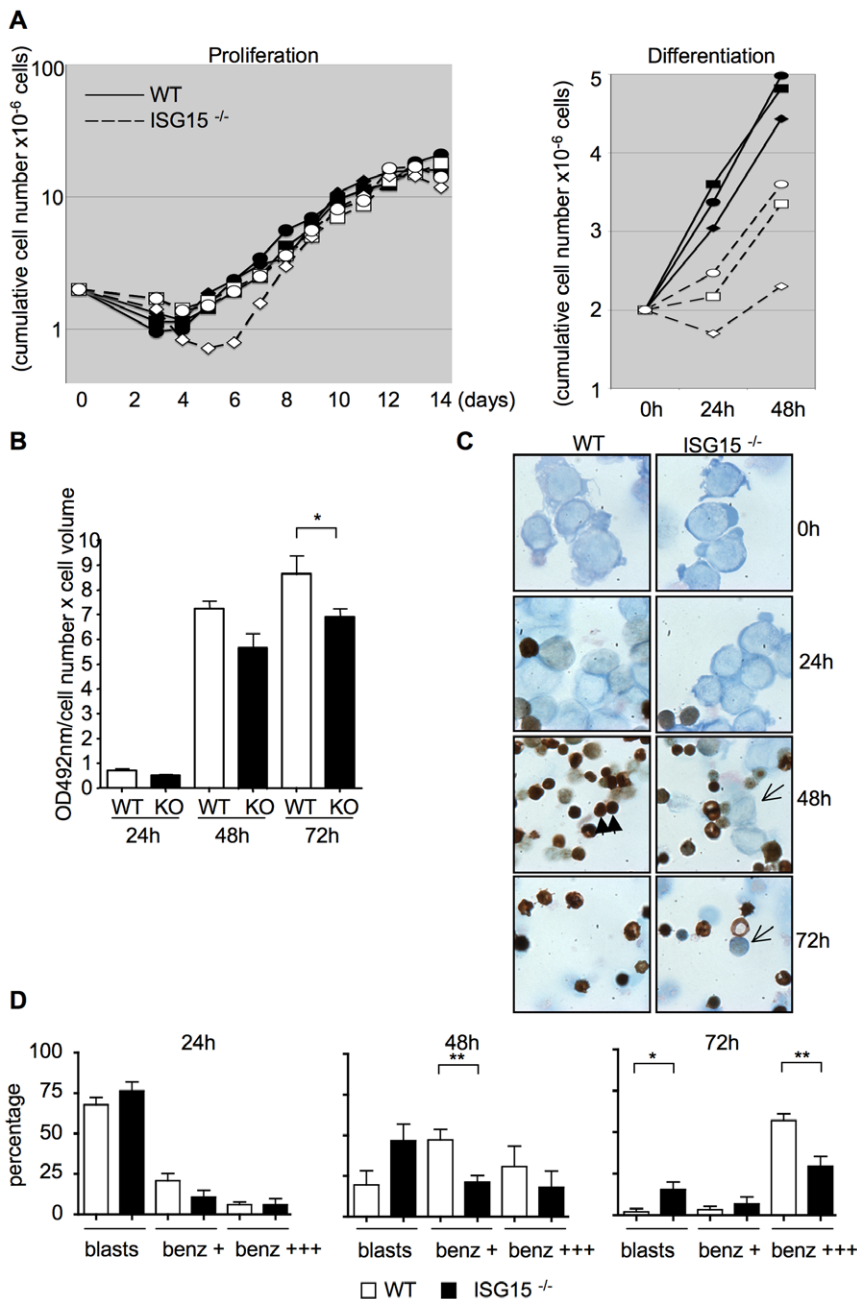 A
Proliferation
Differentiation
(cumulative cell number x10-6 cells)
100
10
1
WT
ISG15 -/-
0 2 4 6 8 10 12 14 (days)
(cumulative cell number x10-6 cells)
5
4
3
2
1
0h 24h 48h
B
OD492nm/cell number x cell volume
10
9
8
7
6
5
4
3
2
1
0
*
WT KO WT KO WT KO
24h 48h 72h
C
WT ISG15 -/-
0h
24h
48h
72h
D
24h 48h 72h
percentage
100
75
50
25
0
**
* **
blasts benz + benz +++ blasts benz + benz +++ blasts benz + benz +++
WT ISG15 -/-